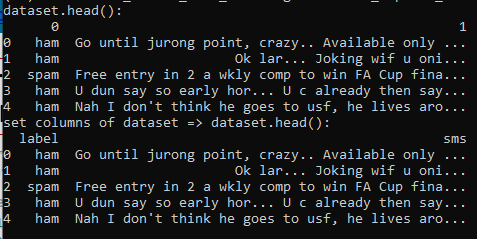 dataset.head():
0 1
0 ham Go until jurong point, crazy.. Available only ...
1 ham Ok lar... Joking wif u oni...
2 spam Free entry in 2 a wkly comp to win FA Cup fina...
3 ham U dun say so early hor... U c already then say...
4 ham Nah I don't think he goes to usf, he lives aro...
set columns of dataset => dataset.head():
label sms
0 ham Go until jurong point, crazy.. Available only ...
1 ham Ok lar... Joking wif u oni...
2 spam Free entry in 2 a wkly comp to win FA Cup fina...
3 ham U dun say so early hor... U c already then say...
4 ham Nah I don't think he goes to usf, he lives aro...